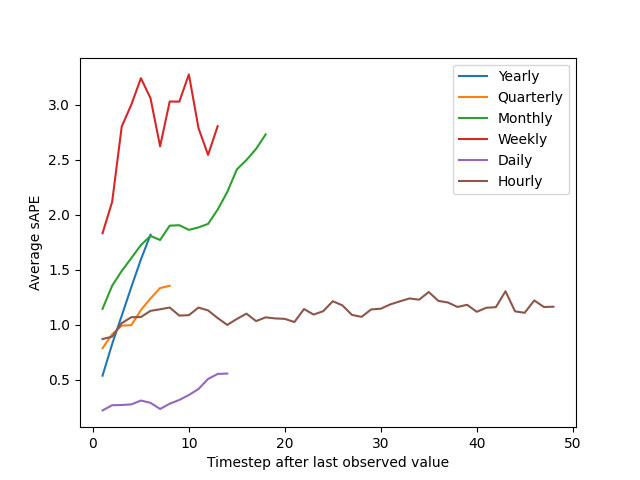 Yearly
Quarterly
Monthly
Weekly
Daily
Hourly
Average sAPE
3.0
2.5
2.0
1.5
1.0
0.5
0 10 20 30 40 50
Timestep after last observed value